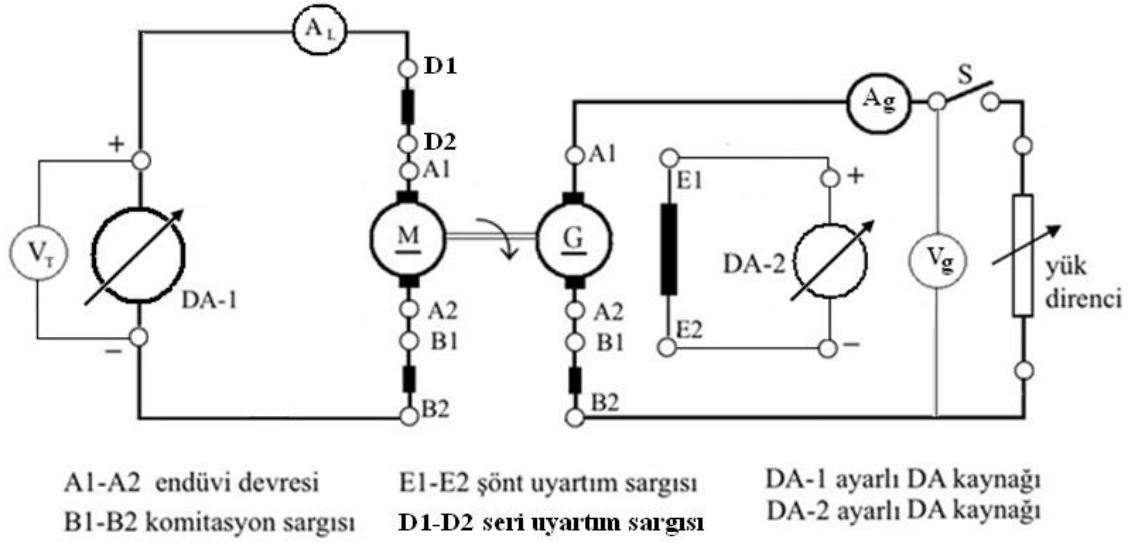 A_L
D1
S
Ag
D2
+
A1
A1
E1
+
V_T
M
G
DA-2
Vg
yük
direnci
DA-1
A2
A2
−
B1
B1
E2
−
B2
B2
A1-A2 endüvi devresi
E1-E2 şönt uyartım sargısı
DA-1 ayarlı DA kaynağı
B1-B2 komitasyon sargısı
D1-D2 seri uyartım sargısı
DA-2 ayarlı DA kaynağı